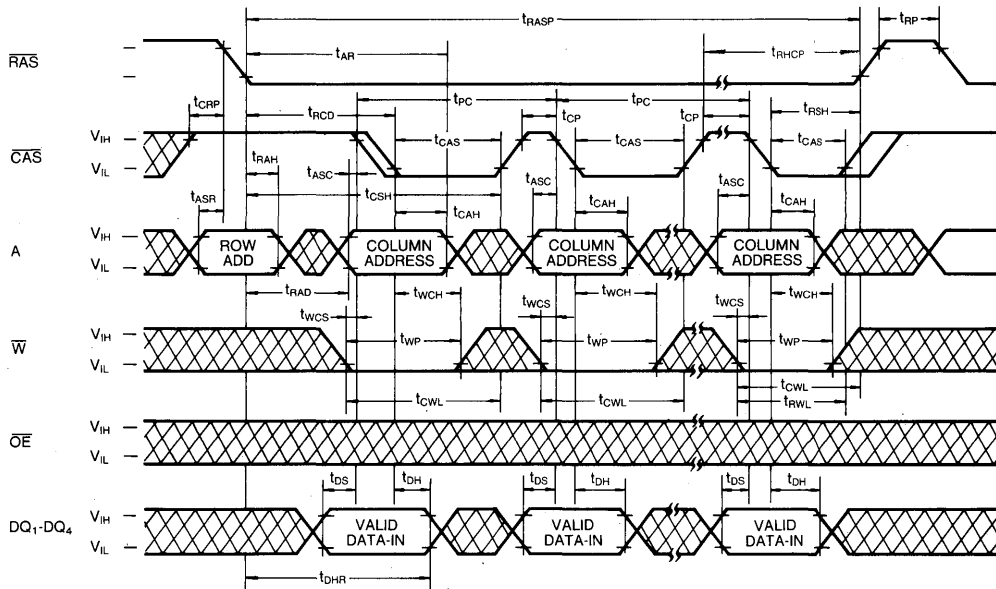 tRASP
tRP
RAS
tAR
tRHCP
tCRP
tRCD
tPC
tCP
tPC
tCP
tRSH
VIH
CAS
VIL
tCAS
tCAS
tCAS
tRAH
tASC
tCSH
tASC
tASC
tASR
tCAH
tCAH
tCAH
VIH
A
VIL
ROW ADD
COLUMN ADDRESS
COLUMN ADDRESS
COLUMN ADDRESS
tRAD
tWCH
tWCH
tWCH
tWCS
tWCS
tWCS
VIH
W
VIL
tWP
tWP
tWP
tCWL
tCWL
tCWL
tRWL
VIH
OE
VIL
tDS
tDH
tDS
tDH
tDS
tDH
VIH
DQ1-DQ4
VIL
VALID DATA-IN
VALID DATA-IN
VALID DATA-IN
tDHR